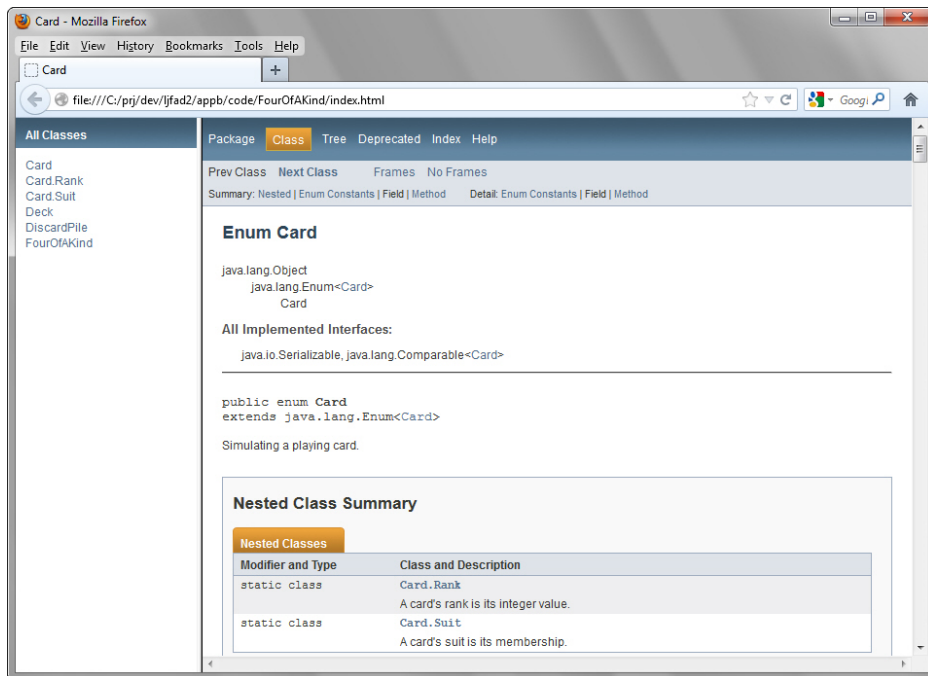 Card - Mozilla Firefox
File Edit View History Bookmarks Tools Help
Card
file:///C:/prj/dev/ljfad2/appb/code/FourOfAKind/index.html
Googl
All Classes
Card
Card.Rank
Card.Suit
Deck
DiscardPile
FourOfAKind
Package Class Tree Deprecated Index Help
Prev Class Next Class Frames No Frames
Summary: Nested | Enum Constants | Field | Method Detail: Enum Constants | Field | Method
Enum Card
java.lang.Object
java.lang.Enum<Card>
Card
All Implemented Interfaces:
java.io.Serializable, java.lang.Comparable<Card>
public enum Card
extends java.lang.Enum<Card>
Simulating a playing card.
Nested Class Summary
Nested Classes
Modifier and Type Class and Description
static class Card.Rank
A card's rank is its integer value.
static class Card.Suit
A card's suit is its membership.